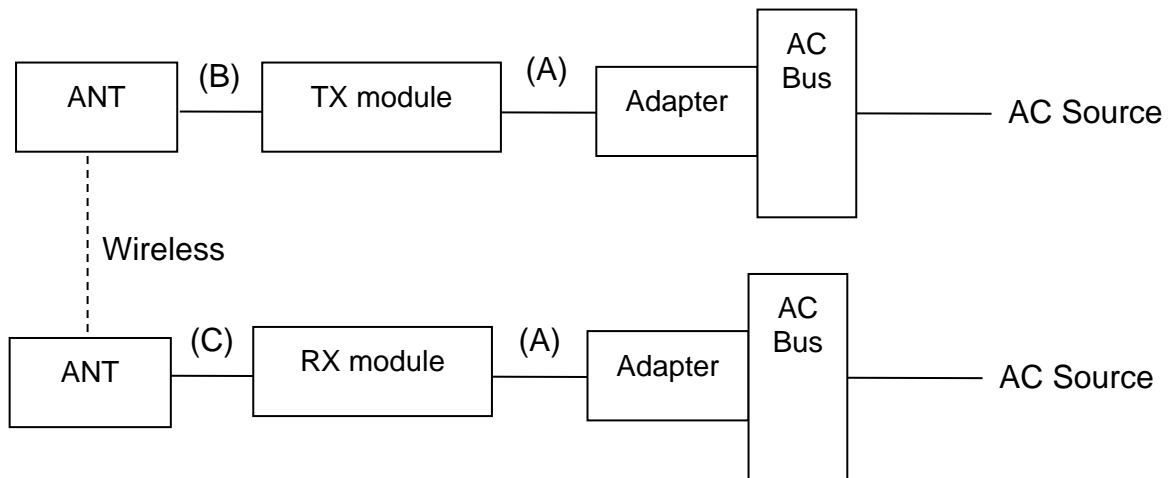 AC
Bus
(B)
(A)
ANT
TX module
Adapter
AC Source
Wireless
AC
Bus
(C)
(A)
ANT
RX module
Adapter
AC Source